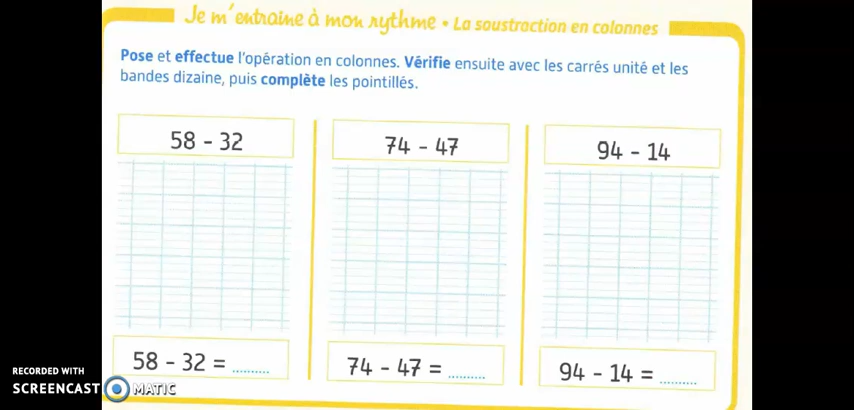 Je m'entraîne à mon rythme • La soustraction en colonnes
Pose et effectue l'opération en colonnes. Vérifie ensuite avec les carrés unité et les
bandes dizaine, puis complète les pointillés.
58 - 32
74 - 47
94 - 14
58 - 32 = ..........
74 - 47 = ..........
94 - 14 = ..........
RECORDED WITH
SCREENCAST MATIC